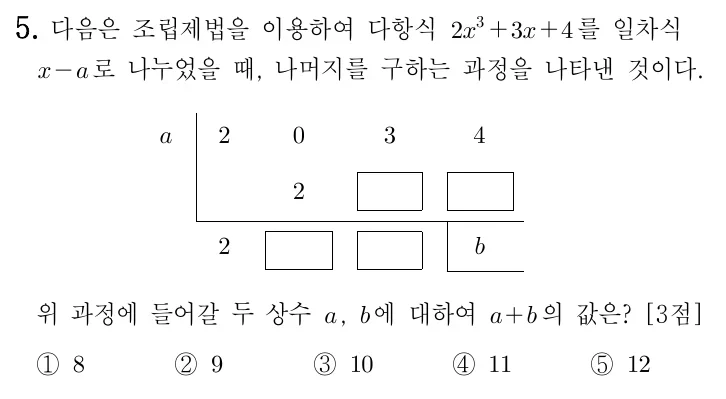 5. 다음은 조립제법을 이용하여 다항식 2x³+3x+4를 일차식
x-a로 나누었을 때, 나머지를 구하는 과정을 나타낸 것이다.
a 2 0 3 4
2
2 b
위 과정에 들어갈 두 상수 a, b에 대하여 a+b의 값은? [3점]
① 8 ② 9 ③ 10 ④ 11 ⑤ 12